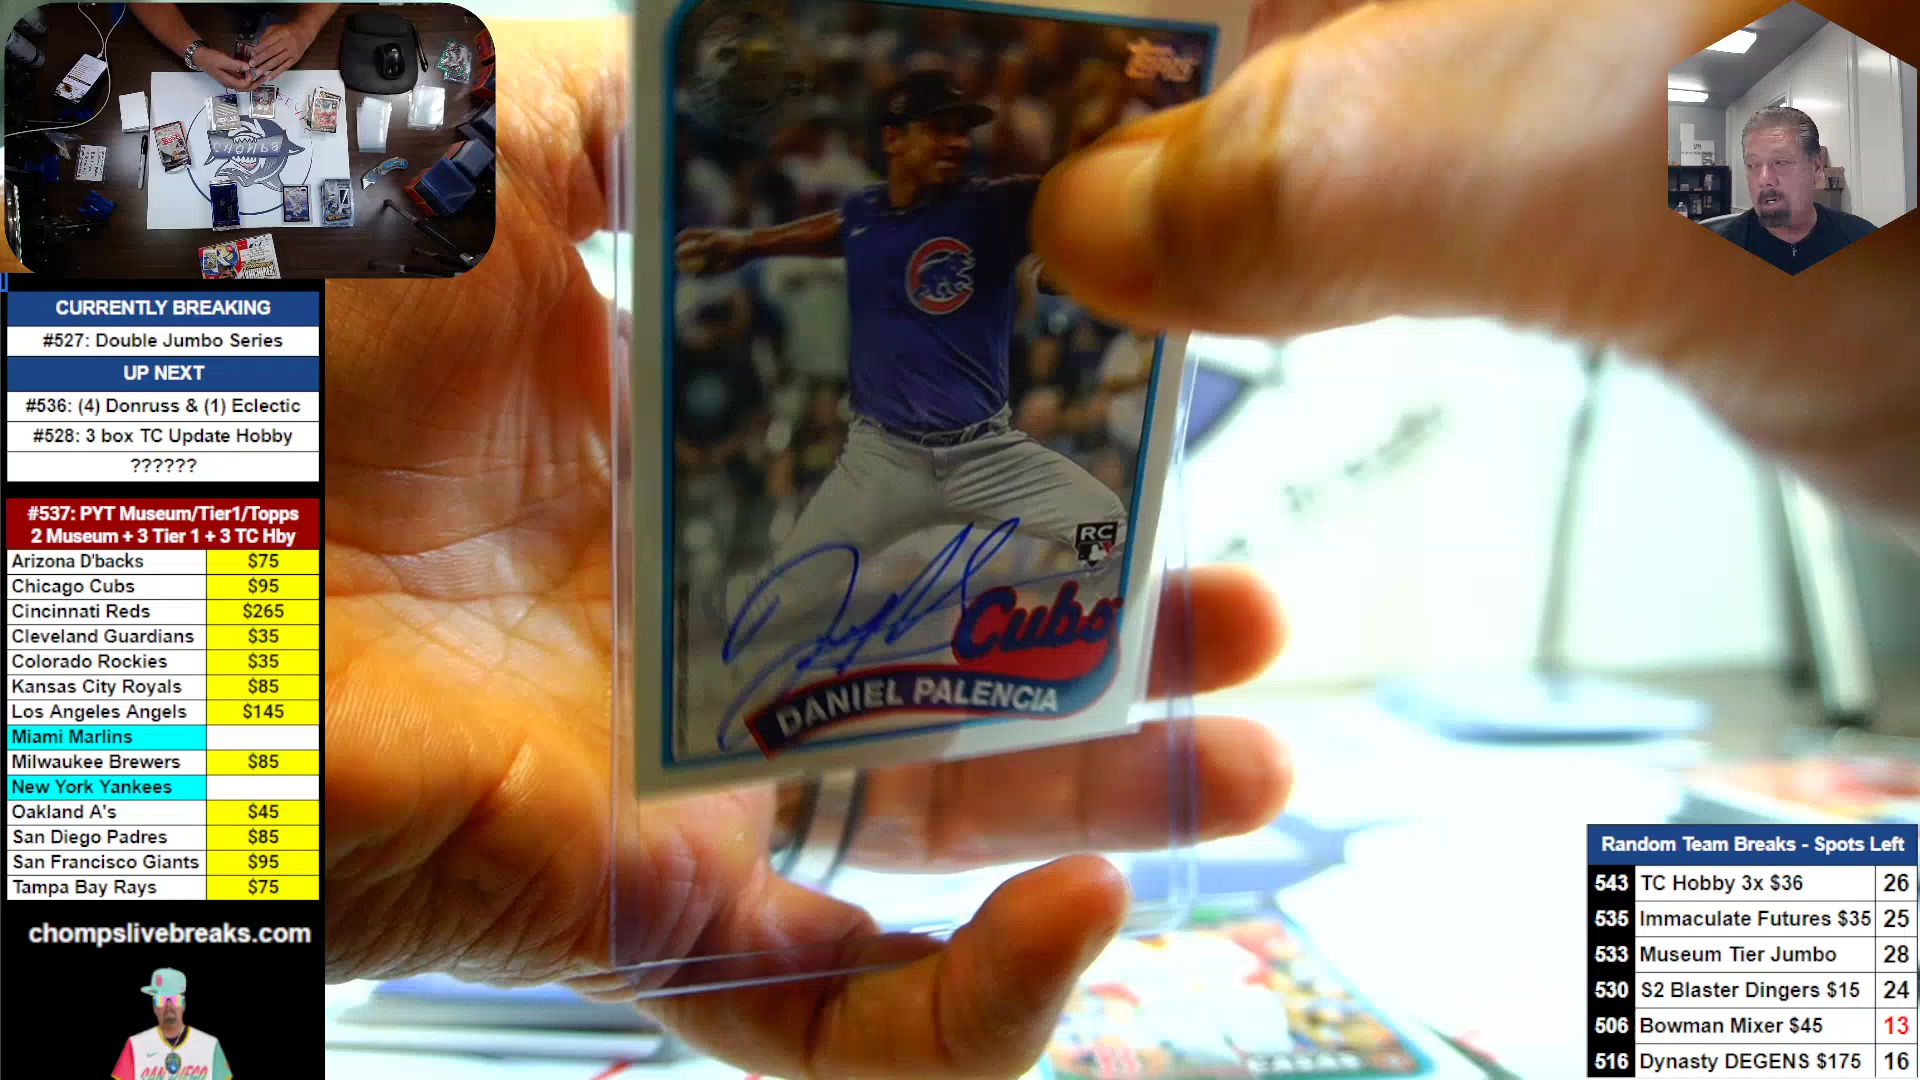 CHOMPS
CURRENTLY BREAKING
#527: Double Jumbo Series
UP NEXT
#536: (4) Donruss & (1) Eclectic
#528: 3 box TC Update Hobby
??????
#537: PYT Museum/Tier1/Topps
2 Museum + 3 Tier 1 + 3 TC Hby
Arizona D'backs $75
Chicago Cubs $95
Cincinnati Reds $265
Cleveland Guardians $35
Colorado Rockies $35
Kansas City Royals $85
Los Angeles Angels $145
Miami Marlins
Milwaukee Brewers $85
New York Yankees
Oakland A's $45
San Diego Padres $85
San Francisco Giants $95
Tampa Bay Rays $75
chompslivebreaks.com
SAN DIEGO
Topps
RC
Cubs
DANIEL PALENCIA
CASAS
Random Team Breaks - Spots Left
543 TC Hobby 3x $36 26
535 Immaculate Futures $35 25
533 Museum Tier Jumbo 28
530 S2 Blaster Dingers $15 24
506 Bowman Mixer $45 13
516 Dynasty DEGENS $175 16